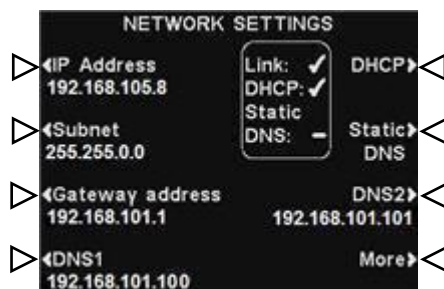 NETWORK SETTINGS
IP Address
192.168.105.8
Link: ✓
DHCP: ✓
Static
DNS: –
DHCP
Subnet
255.255.0.0
Static
DNS
Gateway address
192.168.101.1
DNS2
192.168.101.101
DNS1
192.168.101.100
More